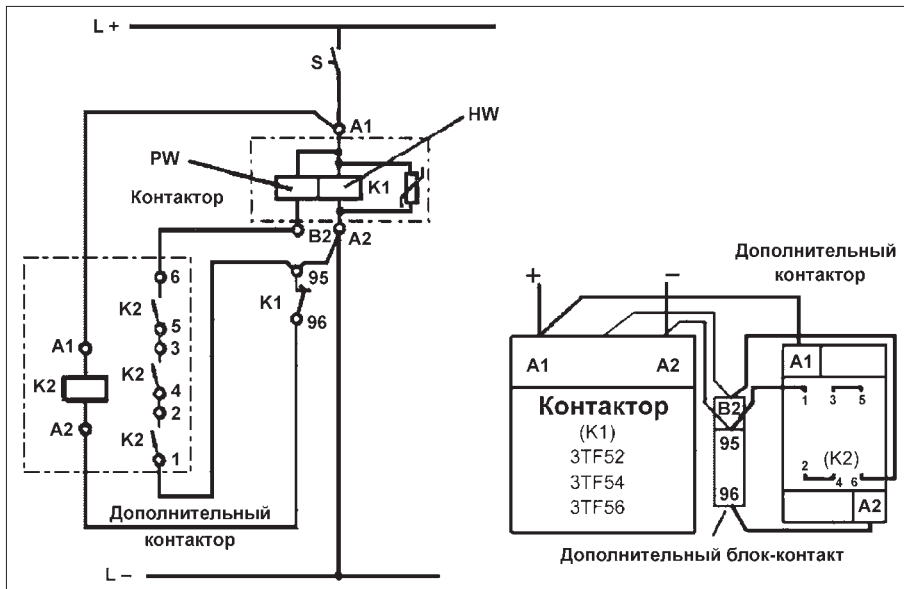 L +
S
A1
HW
PW
K1
Контактор
B2
A2
6
95
K2
K1
5
96
3
A1
K2
K2
4
2
A2
K2
1
Дополнительный
контактор
L –
Дополнительный
контактор
+
–
A1
A2
A1
Контактор
B2
1
3
5
(K1)
95
3TF52
2
(K2)
3TF54
4
6
3TF56
96
A2
Дополнительный блок-контакт